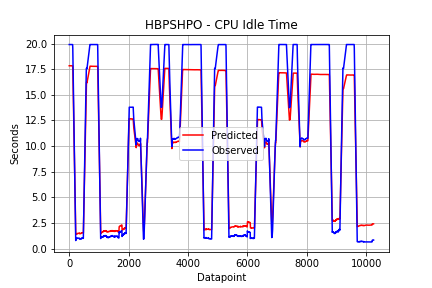 HBPSHPO - CPU Idle Time
20.0
17.5
15.0
12.5
10.0
7.5
5.0
2.5
0.0
Seconds
Predicted
Observed
0 2000 4000 6000 8000 10000
Datapoint